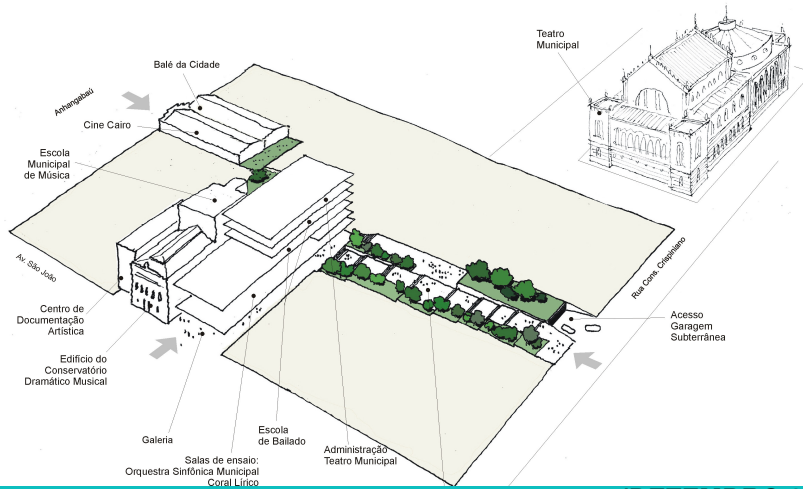 Teatro
Municipal
Balé da Cidade
Anhangabaú
Cine Cairo
Escola
Municipal
de Música
Av. São João
Rua Cons. Crispiniano
Centro de
Documentação
Artística
Acesso
Garagem
Subterrânea
Edifício do
Conservatório
Dramático Musical
Galeria
Escola
de Bailado
Administração
Teatro Municipal
Salas de ensaio:
Orquestra Sinfônica Municipal
Coral Lírico